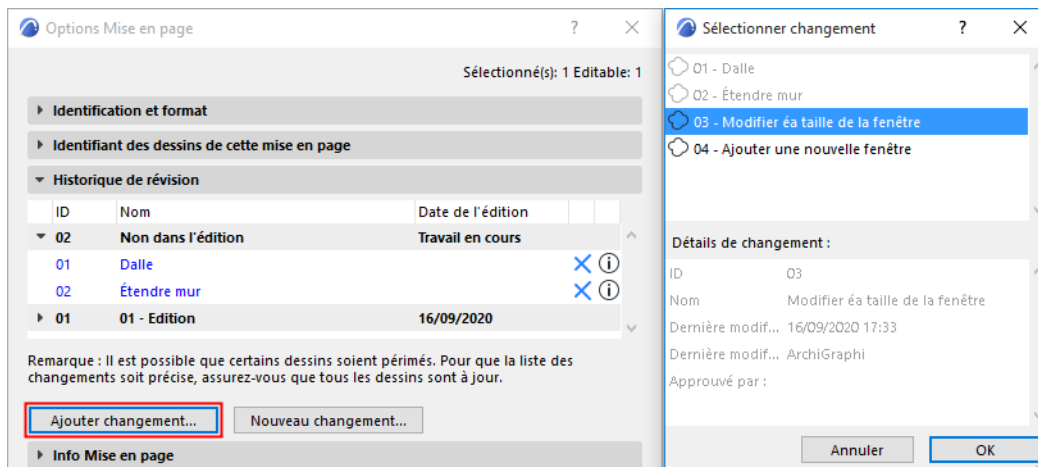 Options Mise en page ? ×
Sélectionné(s): 1 Editable: 1
Identification et format
Identifiant des dessins de cette mise en page
Historique de révision
ID Nom Date de l'édition
02 Non dans l'édition Travail en cours
01 Dalle
02 Étendre mur
01 01 - Edition 16/09/2020
Remarque : Il est possible que certains dessins soient périmés. Pour que la liste des
changements soit précise, assurez-vous que tous les dessins sont à jour.
Ajouter changement... Nouveau changement...
Info Mise en page
Sélectionner changement ? ×
01 - Dalle
02 - Étendre mur
03 - Modifier éa taille de la fenêtre
04 - Ajouter une nouvelle fenêtre
Détails de changement :
ID 03
Nom Modifier éa taille de la fenêtre
Dernière modif... 16/09/2020 17:33
Dernière modif... ArchiGraphi
Approuvé par :
Annuler OK